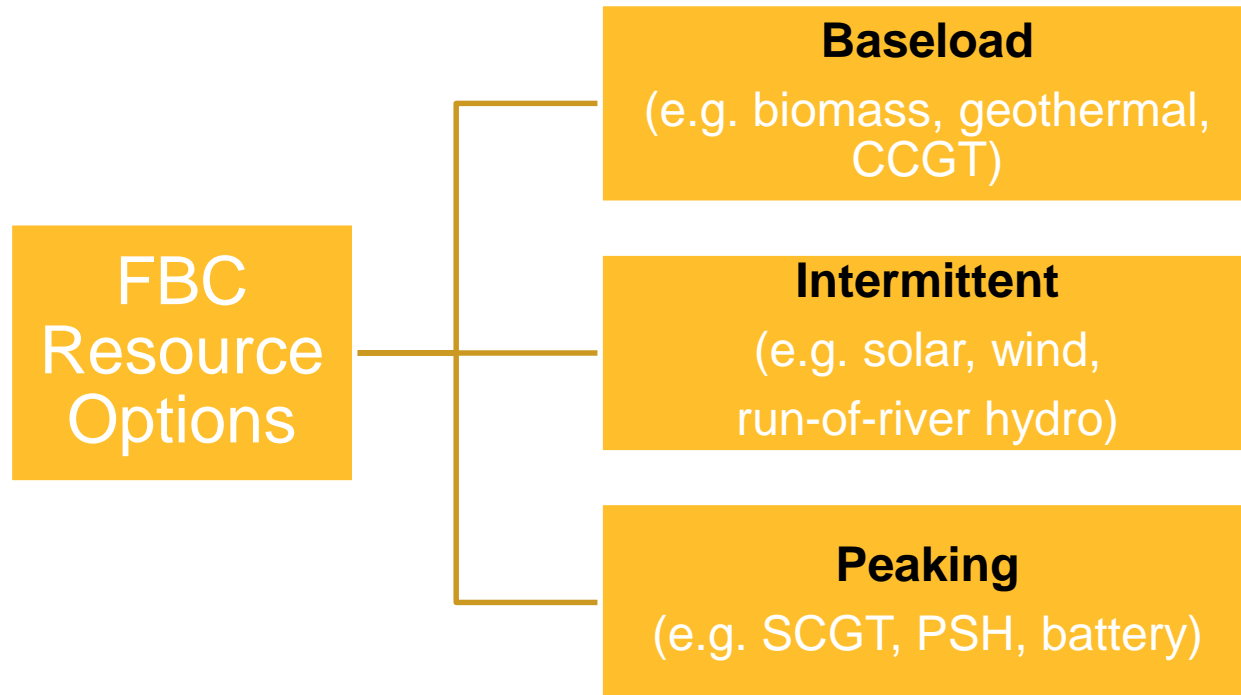 FBC
Resource
Options
Baseload
(e.g. biomass, geothermal,
CCGT)
Intermittent
(e.g. solar, wind,
run-of-river hydro)
Peaking
(e.g. SCGT, PSH, battery)